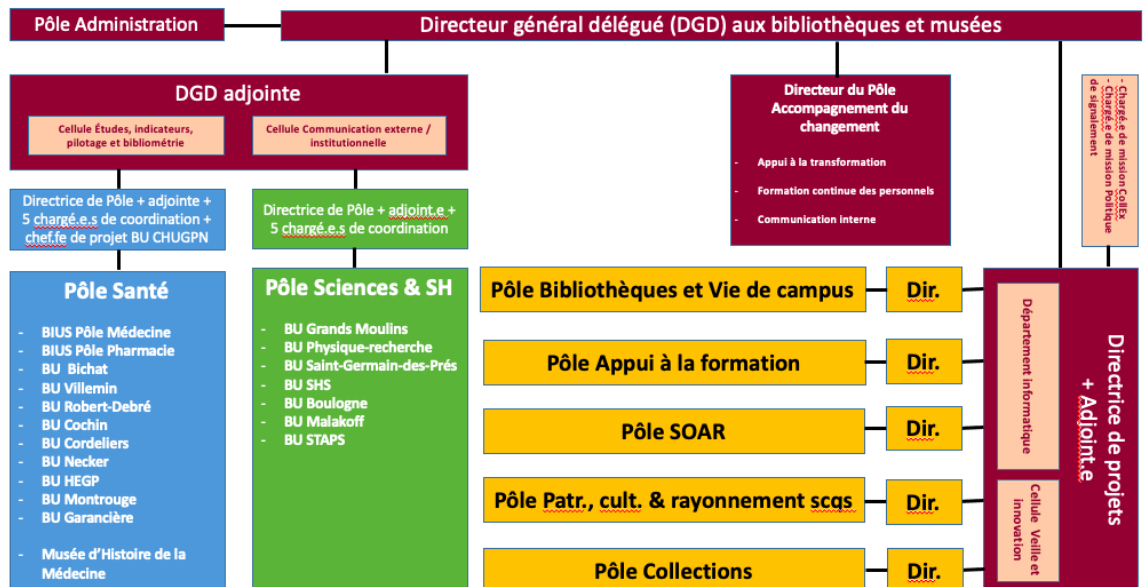 Pôle Administration
Directeur général délégué (DGD) aux bibliothèques et musées
DGD adjointe
Cellule Études, indicateurs,
pilotage et bibliométrie
Cellule Communication externe /
institutionnelle
Directeur du Pôle
Accompagnement du
changement
- Appui à la transformation
- Formation continue des personnels
- Communication interne
- Chargé.e de mission CollEx
- Chargé.e de mission Politique
de signalement
Directrice de Pôle + adjointe +
5 chargé.e.s de coordination +
chef.fe de projet BU CHUGPN
Directrice de Pôle + adjoint.e +
5 chargé.e.s de coordination
Pôle Santé
- BIUS Pôle Médecine
- BIUS Pôle Pharmacie
- BU Bichat
- BU Villemin
- BU Robert-Debré
- BU Cochin
- BU Cordeliers
- BU Necker
- BU HEGP
- BU Montrouge
- BU Garancière
- Musée d’Histoire de la
Médecine
Pôle Sciences & SH
- BU Grands Moulins
- BU Physique-recherche
- BU Saint-Germain-des-Prés
- BU SHS
- BU Boulogne
- BU Malakoff
- BU STAPS
Pôle Bibliothèques et Vie de campus
Dir.
Pôle Appui à la formation
Dir.
Pôle SOAR
Dir.
Pôle Patr., cult. & rayonnement scqs
Dir.
Pôle Collections
Dir.
Département informatique
Cellule Veille et
innovation
Directrice de projets
+ Adjoint.e